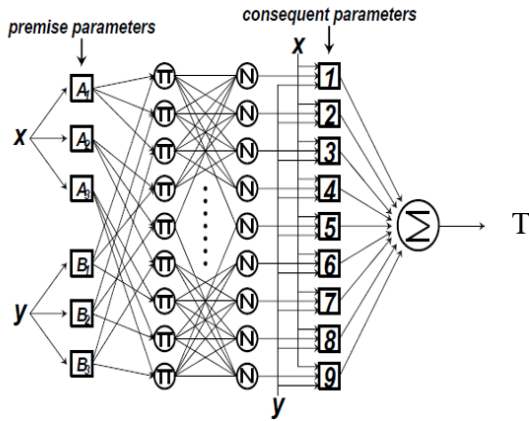 premise parameters
consequent parameters
x
x
y
A1
A2
A3
B1
B2
B3
Π
Π
Π
Π
Π
Π
Π
Π
Π
N
N
N
N
N
N
N
N
N
1
2
3
4
5
6
7
8
9
y
Σ
T